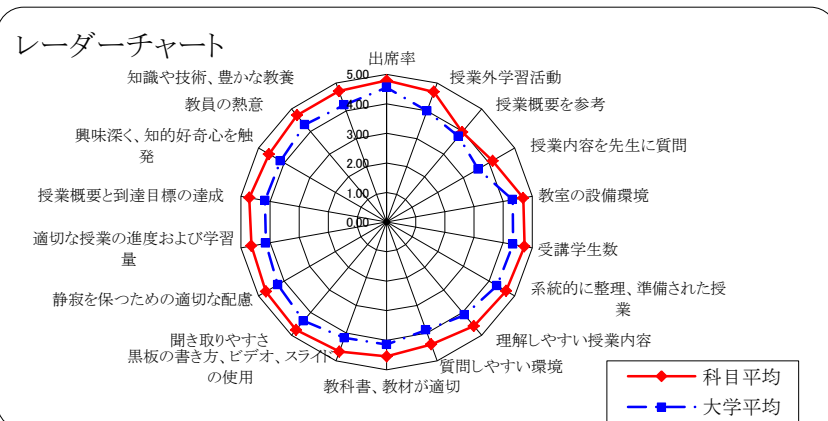 レーダーチャート
出席率
授業外学習活動
授業概要を参考
授業内容を先生に質問
教室の設備環境
受講学生数
系統的に整理、準備された授
業
理解しやすい授業内容
質問しやすい環境
教科書、教材が適切
黒板の書き方、ビデオ、スライド
の使用
聞き取りやすさ
静寂を保つための適切な配慮
適切な授業の進度および学習
量
授業概要と到達目標の達成
興味深く、知的好奇心を触
発
教員の熱意
知識や技術、豊かな教養
5.00
4.00
3.00
2.00
1.00
0.00
科目平均
大学平均